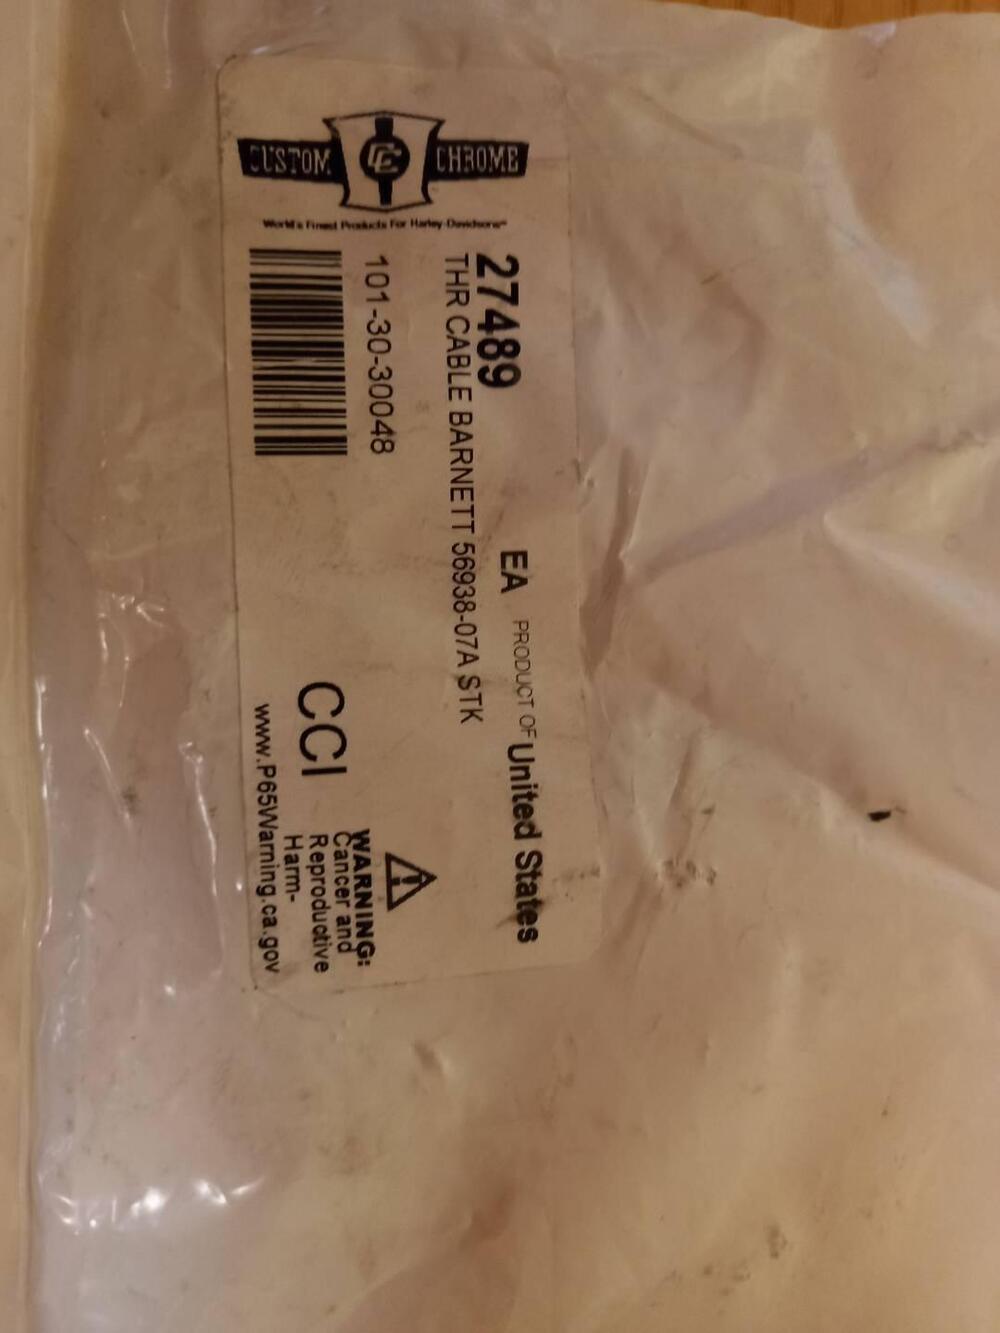 CUSTOM CC CHROME
World's Finest Products For Harley-Davidsons™
27489
EA PRODUCT OF United States
THR CABLE BARNETT 56938-07A STK
101-30-30048
CCI
WARNING:
Cancer and
Reproductive
Harm-
www.P65Warning.ca.gov